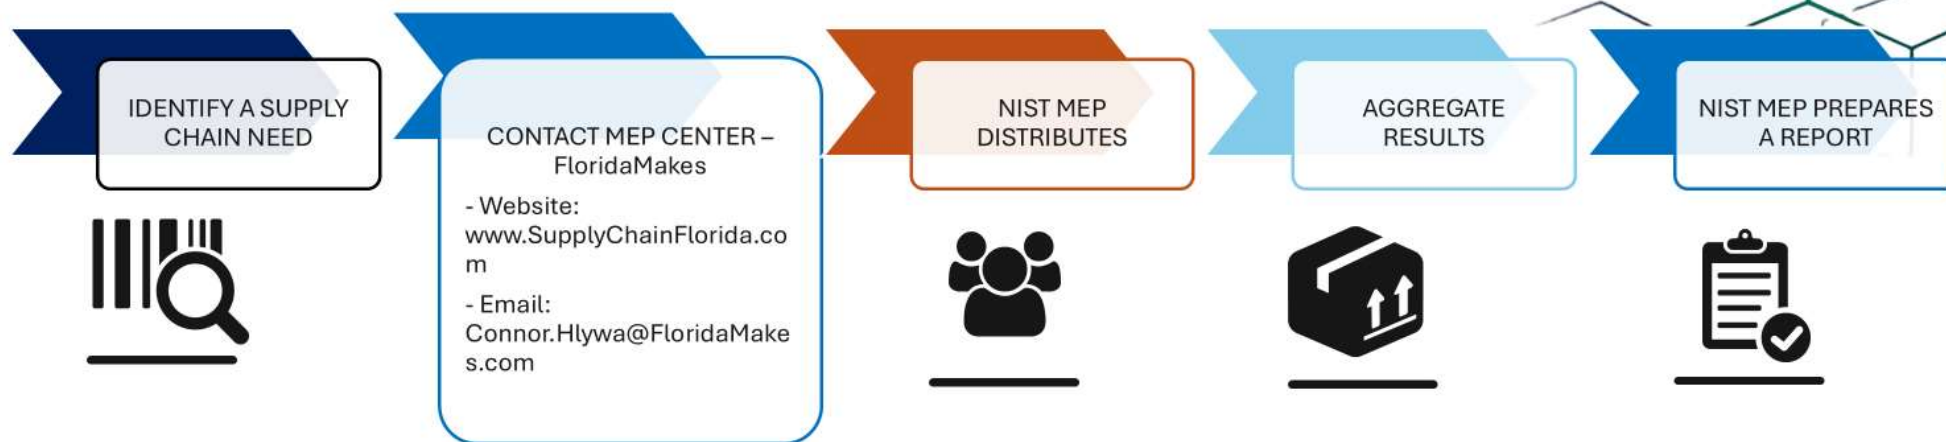 IDENTIFY A SUPPLY
CHAIN NEED
CONTACT MEP CENTER –
FloridaMakes
- Website:
www.SupplyChainFlorida.co
m
- Email:
Connor.Hlywa@FloridaMake
s.com
NIST MEP
DISTRIBUTES
AGGREGATE
RESULTS
NIST MEP PREPARES
A REPORT